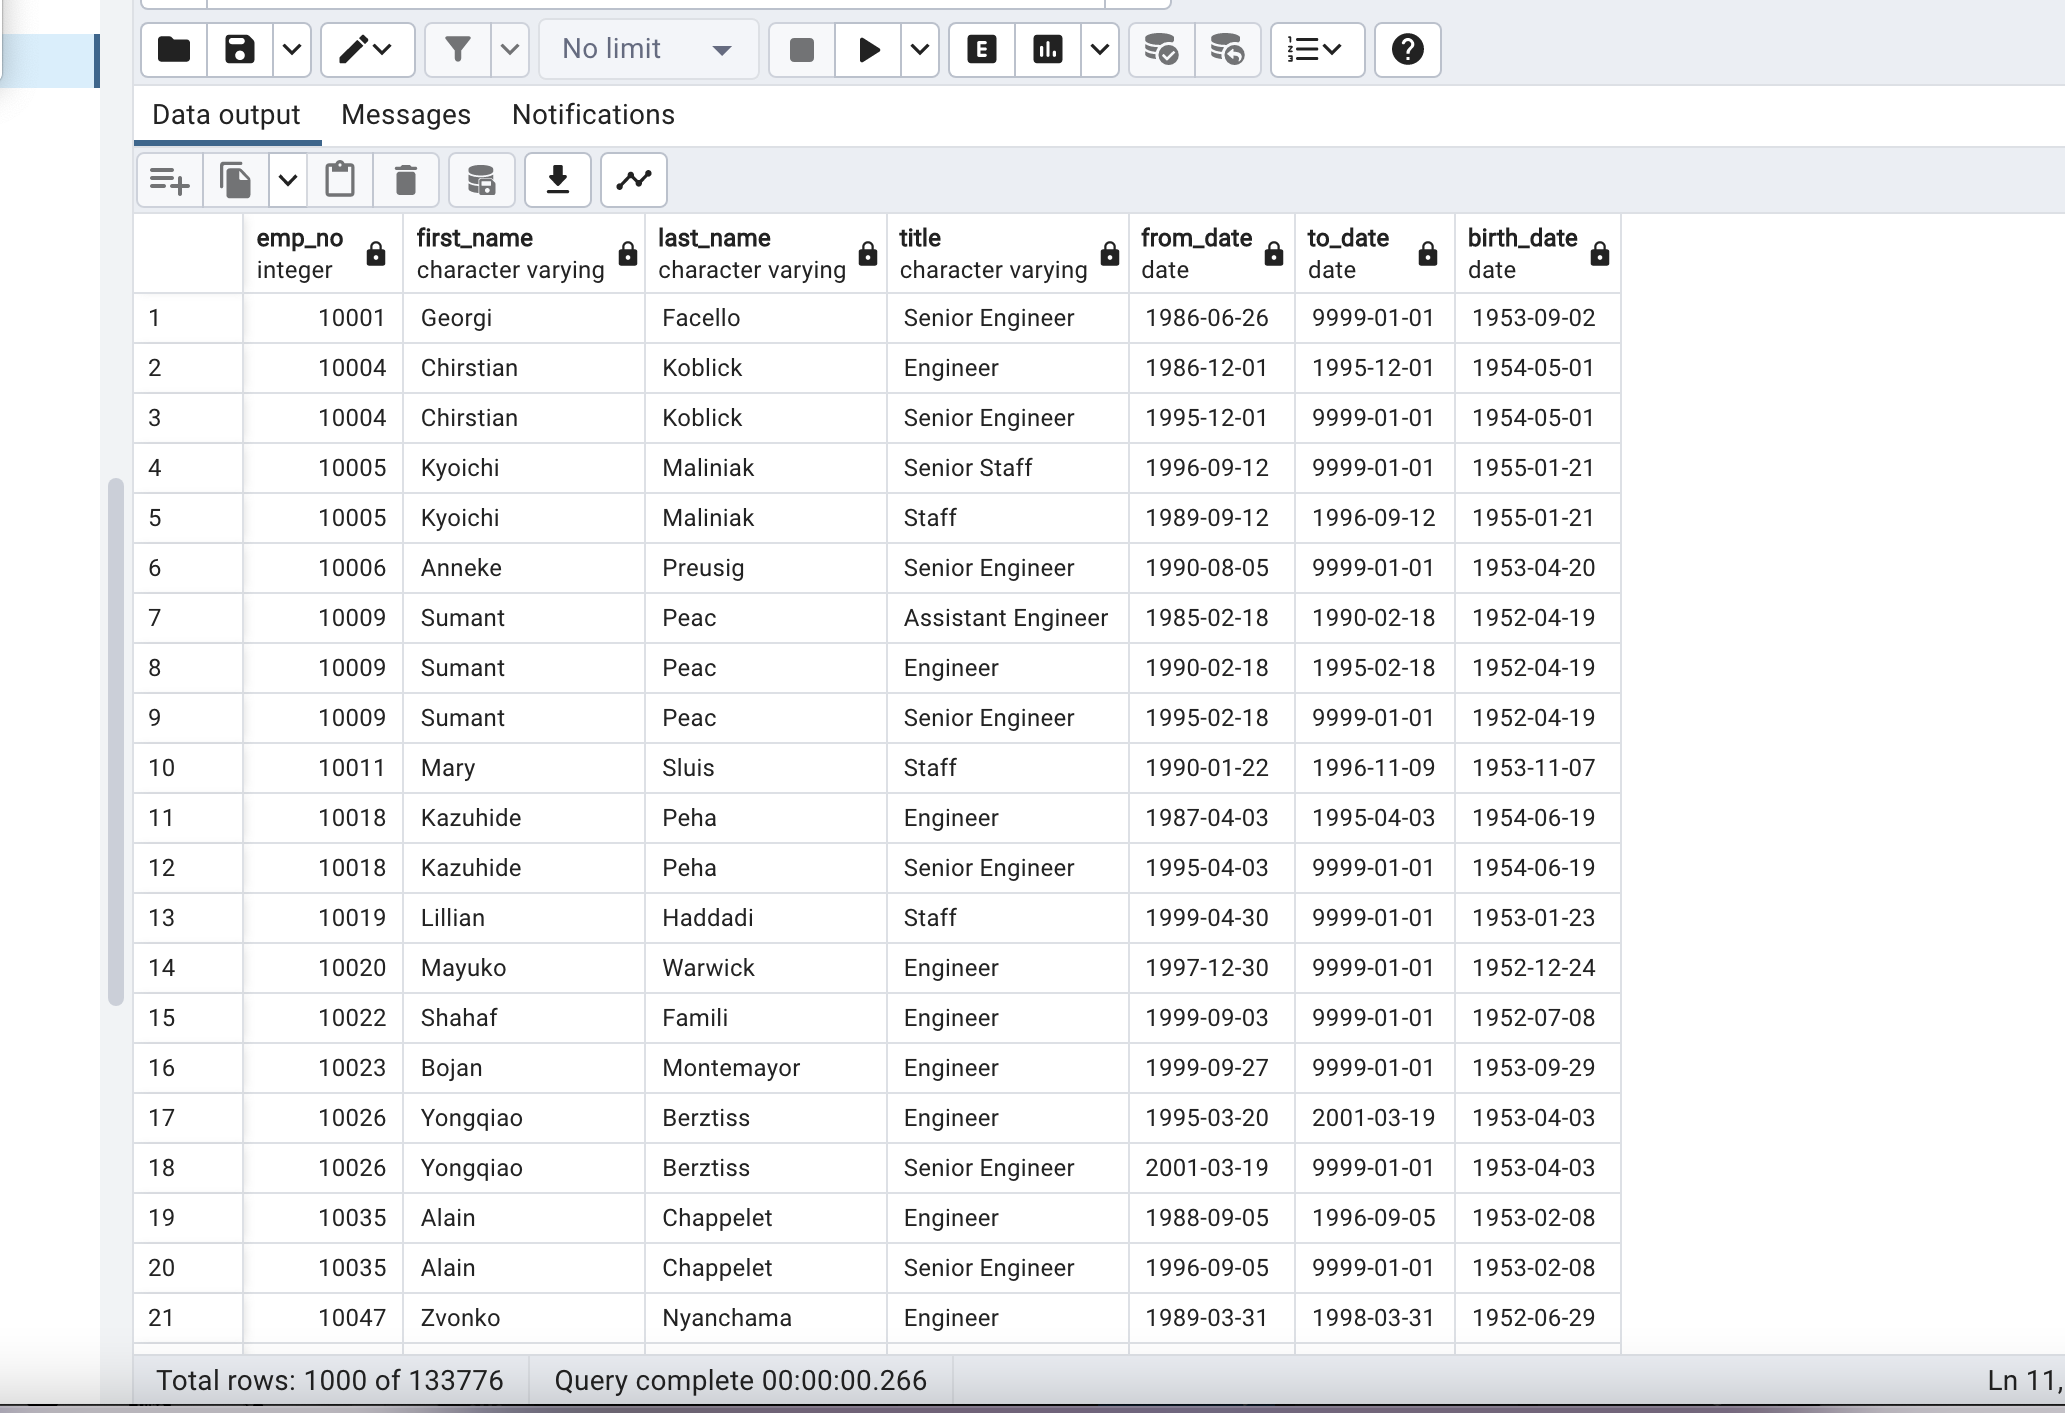 No limit
E
1
2
3
?
Data output Messages Notifications
emp_no first_name last_name title from_date to_date birth_date
integer character varying character varying character varying date date date
1 10001 Georgi Facello Senior Engineer 1986-06-26 9999-01-01 1953-09-02
2 10004 Chirstian Koblick Engineer 1986-12-01 1995-12-01 1954-05-01
3 10004 Chirstian Koblick Senior Engineer 1995-12-01 9999-01-01 1954-05-01
4 10005 Kyoichi Maliniak Senior Staff 1996-09-12 9999-01-01 1955-01-21
5 10005 Kyoichi Maliniak Staff 1989-09-12 1996-09-12 1955-01-21
6 10006 Anneke Preusig Senior Engineer 1990-08-05 9999-01-01 1953-04-20
7 10009 Sumant Peac Assistant Engineer 1985-02-18 1990-02-18 1952-04-19
8 10009 Sumant Peac Engineer 1990-02-18 1995-02-18 1952-04-19
9 10009 Sumant Peac Senior Engineer 1995-02-18 9999-01-01 1952-04-19
10 10011 Mary Sluis Staff 1990-01-22 1996-11-09 1953-11-07
11 10018 Kazuhide Peha Engineer 1987-04-03 1995-04-03 1954-06-19
12 10018 Kazuhide Peha Senior Engineer 1995-04-03 9999-01-01 1954-06-19
13 10019 Lillian Haddadi Staff 1999-04-30 9999-01-01 1953-01-23
14 10020 Mayuko Warwick Engineer 1997-12-30 9999-01-01 1952-12-24
15 10022 Shahaf Famili Engineer 1999-09-03 9999-01-01 1952-07-08
16 10023 Bojan Montemayor Engineer 1999-09-27 9999-01-01 1953-09-29
17 10026 Yongqiao Berztiss Engineer 1995-03-20 2001-03-19 1953-04-03
18 10026 Yongqiao Berztiss Senior Engineer 2001-03-19 9999-01-01 1953-04-03
19 10035 Alain Chappelet Engineer 1988-09-05 1996-09-05 1953-02-08
20 10035 Alain Chappelet Senior Engineer 1996-09-05 9999-01-01 1953-02-08
21 10047 Zvonko Nyanchama Engineer 1989-03-31 1998-03-31 1952-06-29
Total rows: 1000 of 133776 Query complete 00:00:00.266 Ln 11,